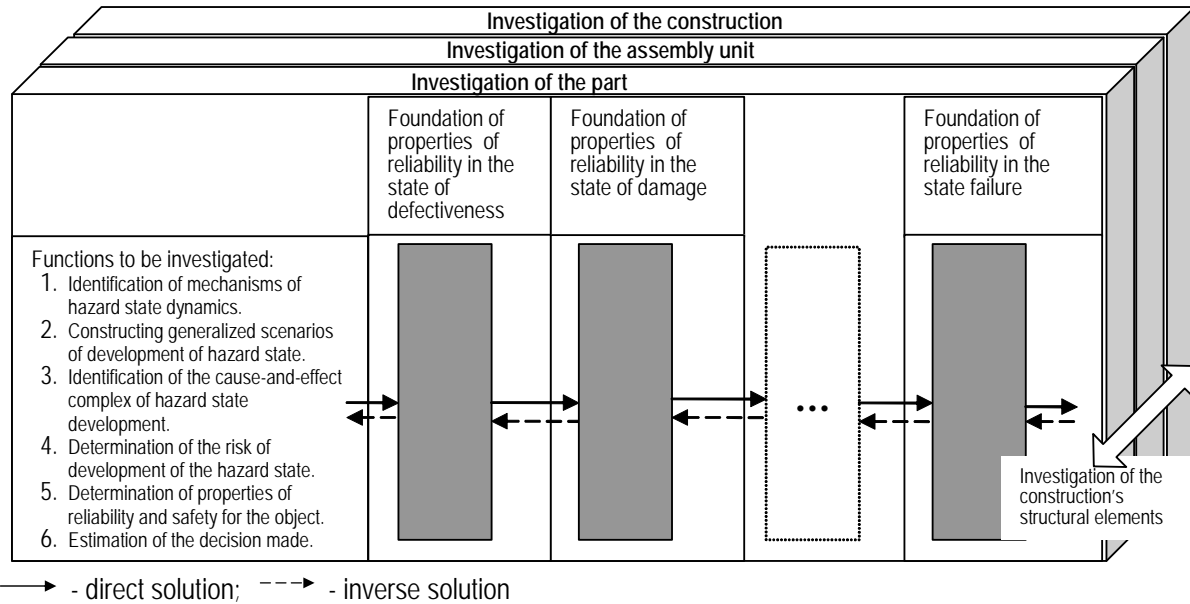 Investigation of the construction
Investigation of the assembly unit
Investigation of the part
Foundation of
properties of
reliability in the
state of
defectiveness
Foundation of
properties of
reliability in the
state of damage
Foundation of
properties of
reliability in the
state failure
Functions to be investigated:
1. Identification of mechanisms of
hazard state dynamics.
2. Constructing generalized scenarios
of development of hazard state.
3. Identification of the cause-and-effect
complex of hazard state
development.
4. Determination of the risk of
development of the hazard state.
5. Determination of properties of
reliability and safety for the object.
6. Estimation of the decision made.
...
Investigation of the
construction's
structural elements
- direct solution; - inverse solution